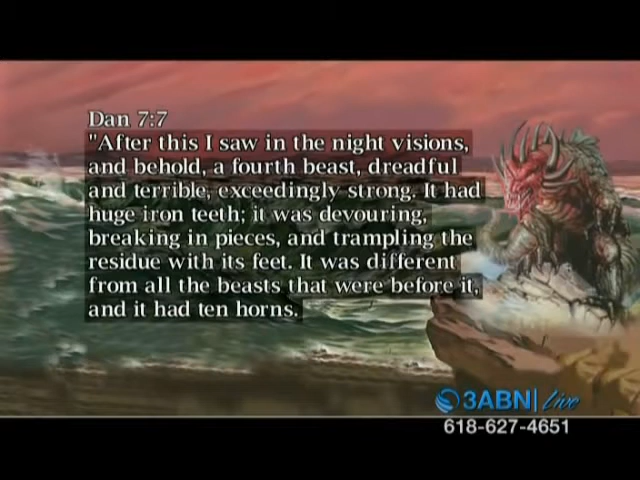 Dan 7:7
"After this I saw in the night visions,
and behold, a fourth beast, dreadful
and terrible, exceedingly strong. It had
huge iron teeth; it was devouring,
breaking in pieces, and trampling the
residue with its feet. It was different
from all the beasts that were before it,
and it had ten horns.
3ABN| Live
618-627-4651